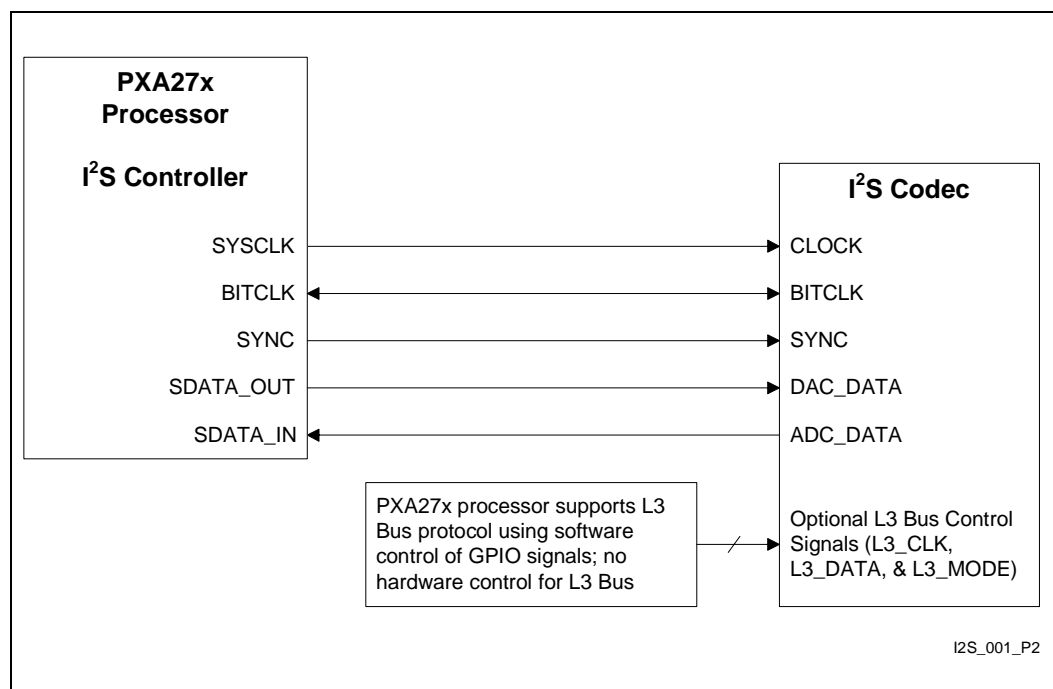 PXA27x
Processor
I²S Controller
SYSCLK
BITCLK
SYNC
SDATA_OUT
SDATA_IN
I²S Codec
CLOCK
BITCLK
SYNC
DAC_DATA
ADC_DATA
PXA27x processor supports L3
Bus protocol using software
control of GPIO signals; no
hardware control for L3 Bus
Optional L3 Bus Control
Signals (L3_CLK,
L3_DATA, & L3_MODE)
I2S_001_P2